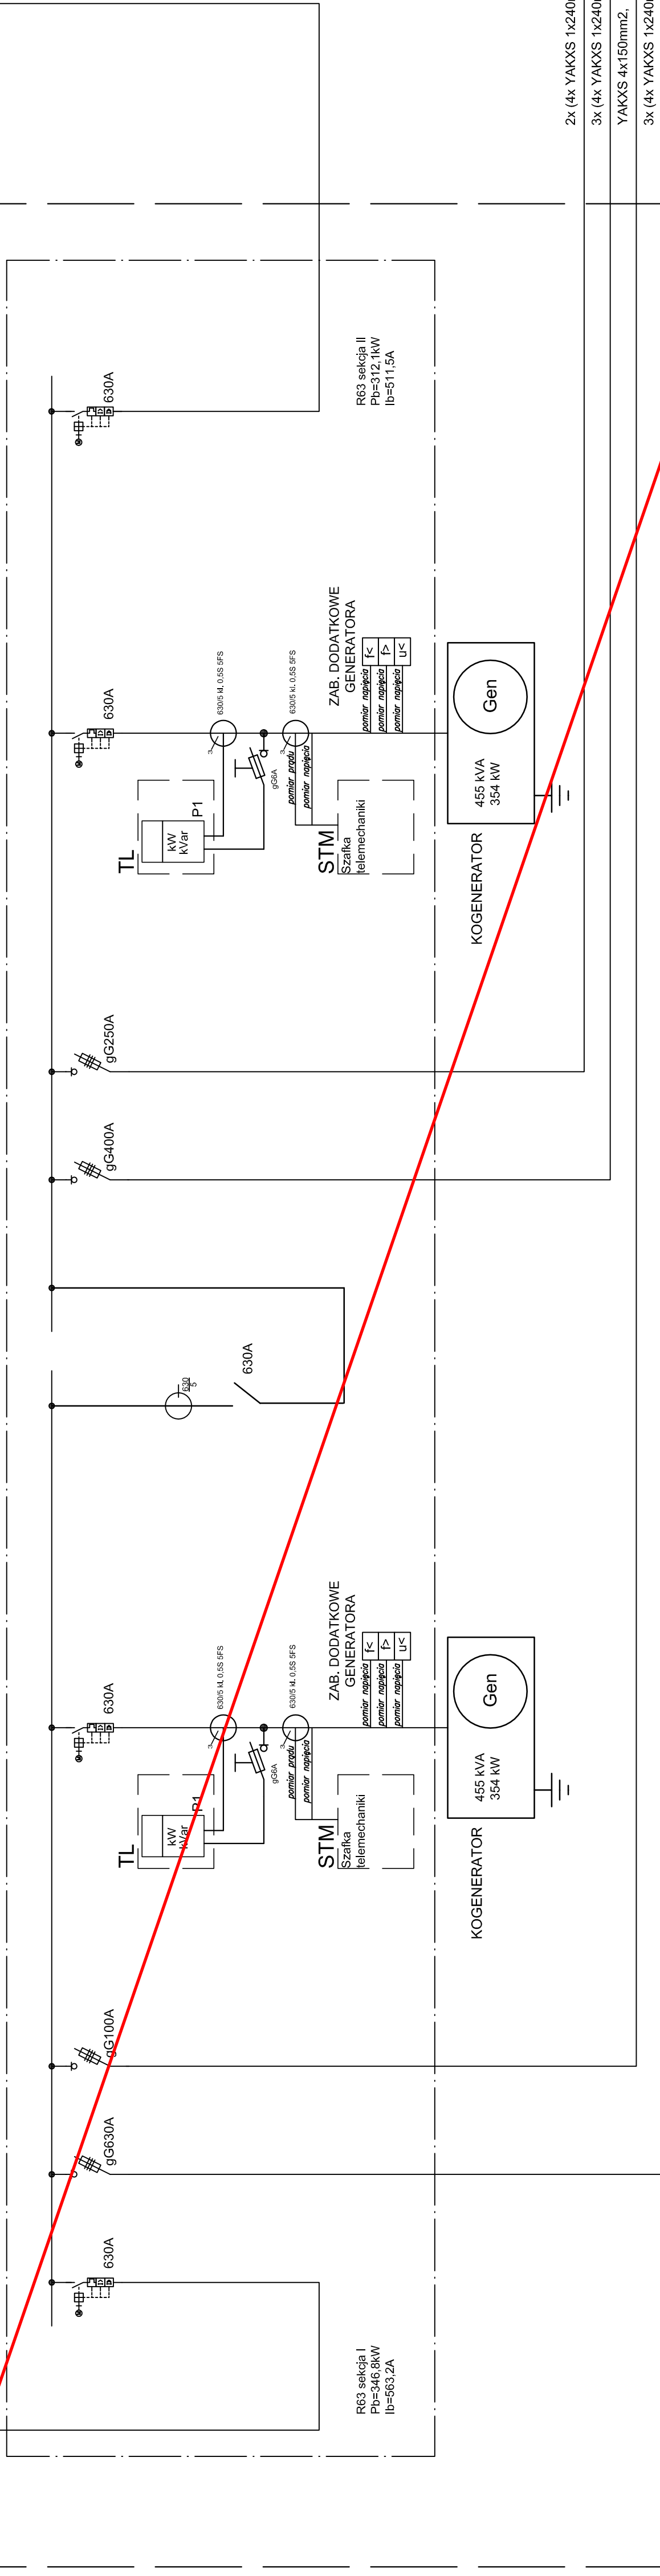 2x (4x YAKXS 1x240
3x (4x YAKXS 1x240
YAKXS 4x150mm2,
3x (4x YAKXS 1x240
630A
R63 sekcja II
Pb=312,1kW
Ib=511,5A
630A
630/5 kl. 0,5S 5FS
630/5 kl. 0,5S 5FS
3
3
ZAB. DODATKOWE
GENERATORA
pomiar napięcia
f<
pomiar napięcia
f>
pomiar napięcia
u<
TL
kW
kVar
P1
gG6A
pomiar prądu
pomiar napięcia
STM
Szafka
telemechaniki
Gen
455 kVA
354 kW
KOGENERATOR
gG250A
gG400A
630
5
630A
630A
630/5 kl. 0,5S 5FS
630/5 kl. 0,5S 5FS
3
3
ZAB. DODATKOWE
GENERATORA
pomiar napięcia
f<
pomiar napięcia
f>
pomiar napięcia
u<
TL
kW
kVar
P1
gG6A
pomiar prądu
pomiar napięcia
STM
Szafka
telemechaniki
Gen
455 kVA
354 kW
KOGENERATOR
gG100A
gG630A
630A
R63 sekcja I
Pb=346,8kW
Ib=563,2A